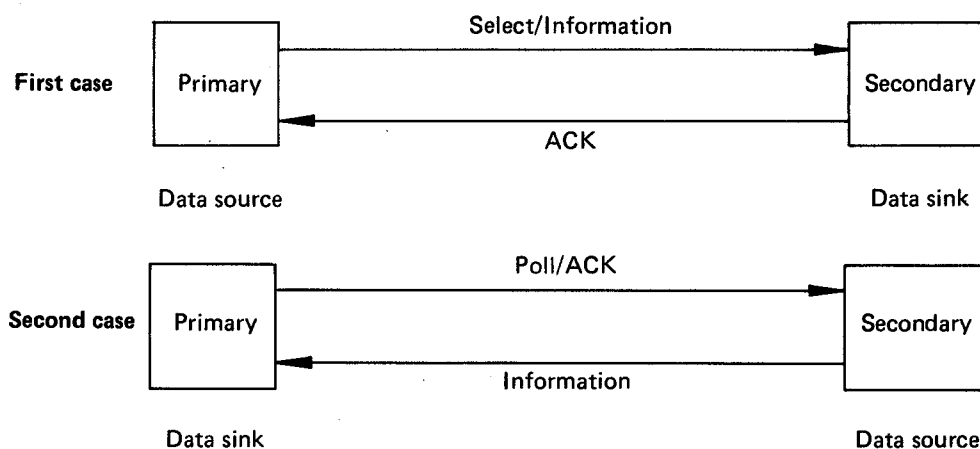 Select/Information
First case
Primary
Secondary
ACK
Data source
Data sink
Poll/ACK
Second case
Primary
Secondary
Information
Data sink
Data source